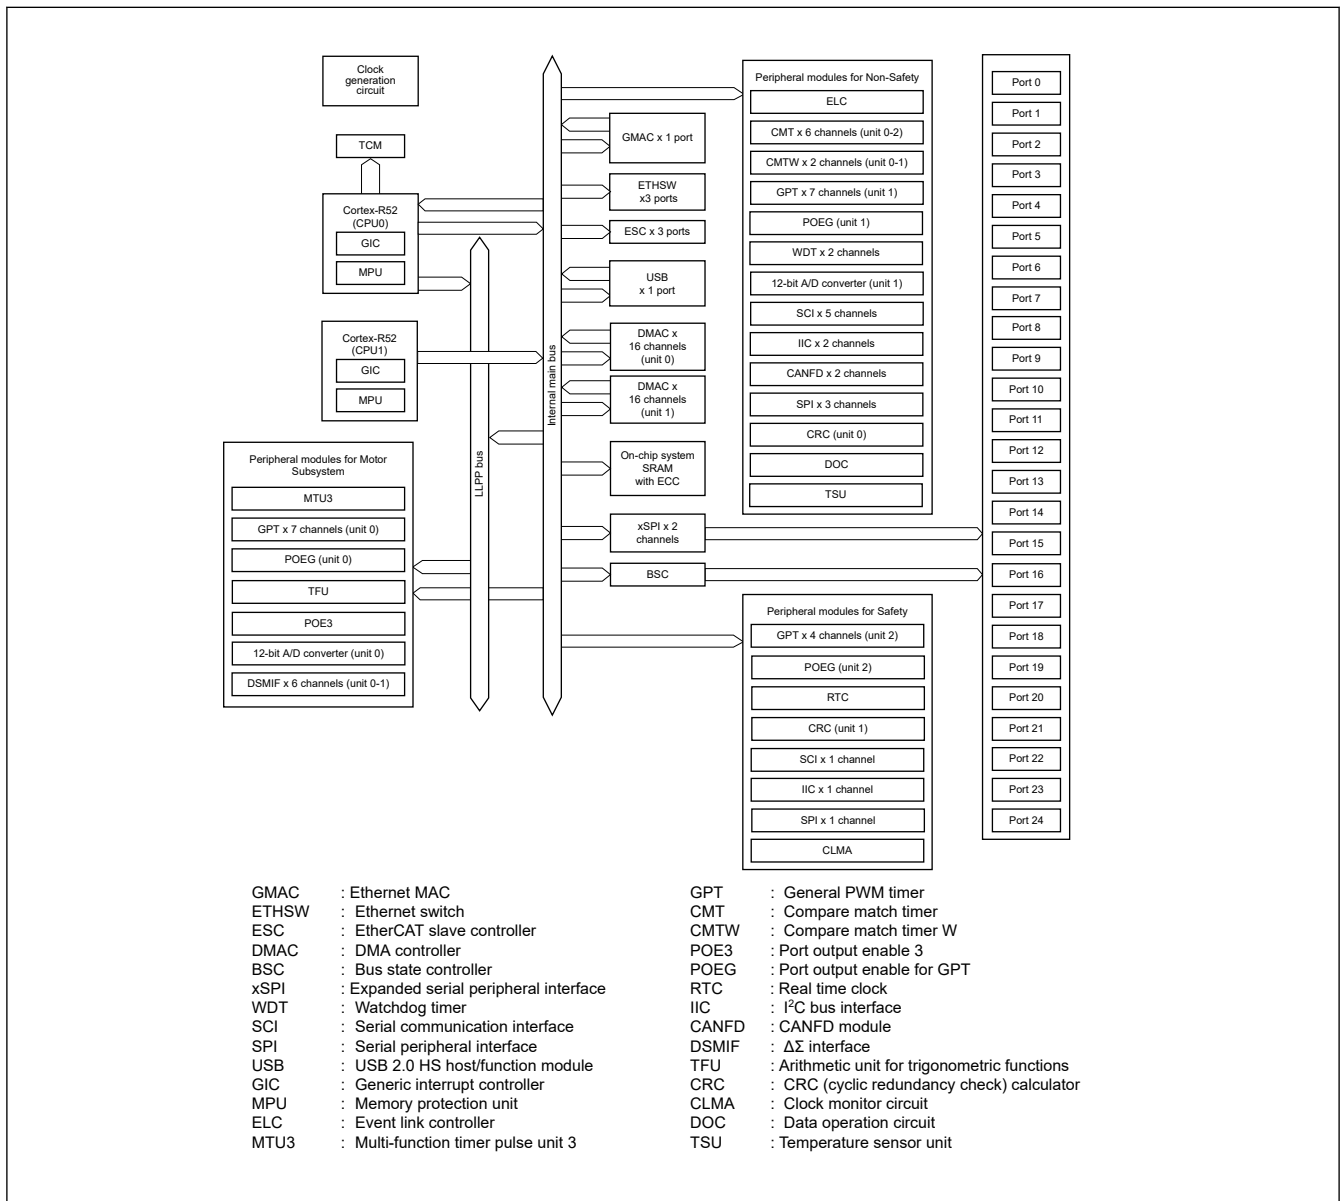 Clock
generation
circuit
TCM
Cortex-R52
(CPU0)
GIC
MPU
Cortex-R52
(CPU1)
GIC
MPU
Peripheral modules for Motor
Subsystem
MTU3
GPT x 7 channels (unit 0)
POEG (unit 0)
TFU
POE3
12-bit A/D converter (unit 0)
DSMIF x 6 channels (unit 0-1)
LLPP bus
Internal main bus
GMAC x 1 port
ETHSW
x3 ports
ESC x 3 ports
USB
x 1 port
DMAC x
16 channels
(unit 0)
DMAC x
16 channels
(unit 1)
On-chip system
SRAM
with ECC
xSPI x 2
channels
BSC
Peripheral modules for Non-Safety
ELC
CMT x 6 channels (unit 0-2)
CMTW x 2 channels (unit 0-1)
GPT x 7 channels (unit 1)
POEG (unit 1)
WDT x 2 channels
12-bit A/D converter (unit 1)
SCI x 5 channels
IIC x 2 channels
CANFD x 2 channels
SPI x 3 channels
CRC (unit 0)
DOC
TSU
Peripheral modules for Safety
GPT x 4 channels (unit 2)
POEG (unit 2)
RTC
CRC (unit 1)
SCI x 1 channel
IIC x 1 channel
SPI x 1 channel
CLMA
Port 0
Port 1
Port 2
Port 3
Port 4
Port 5
Port 6
Port 7
Port 8
Port 9
Port 10
Port 11
Port 12
Port 13
Port 14
Port 15
Port 16
Port 17
Port 18
Port 19
Port 20
Port 21
Port 22
Port 23
Port 24
GMAC : Ethernet MAC
ETHSW : Ethernet switch
ESC : EtherCAT slave controller
DMAC : DMA controller
BSC : Bus state controller
xSPI : Expanded serial peripheral interface
WDT : Watchdog timer
SCI : Serial communication interface
SPI : Serial peripheral interface
USB : USB 2.0 HS host/function module
GIC : Generic interrupt controller
MPU : Memory protection unit
ELC : Event link controller
MTU3 : Multi-function timer pulse unit 3
GPT : General PWM timer
CMT : Compare match timer
CMTW : Compare match timer W
POE3 : Port output enable 3
POEG : Port output enable for GPT
RTC : Real time clock
IIC : I²C bus interface
CANFD : CANFD module
DSMIF : ΔΣ interface
TFU : Arithmetic unit for trigonometric functions
CRC : CRC (cyclic redundancy check) calculator
CLMA : Clock monitor circuit
DOC : Data operation circuit
TSU : Temperature sensor unit